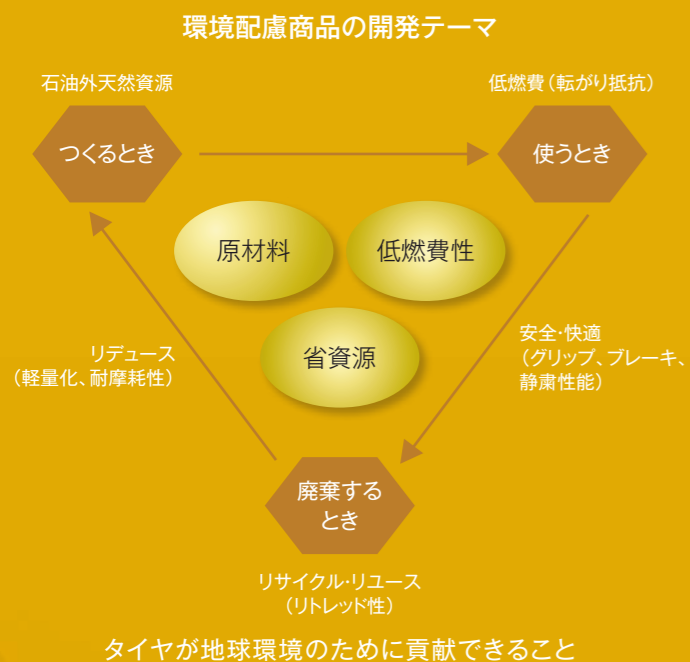 環境配慮商品の開発テーマ
石油外天然資源
低燃費（転がり抵抗）
つくるとき
使うとき
原材料
低燃費性
省資源
リデュース
（軽量化、耐摩耗性）
安全・快適
（グリップ、ブレーキ、
静粛性能）
廃棄する
とき
リサイクル・リユース
（リトレッド性）
タイヤが地球環境のために貢献できること